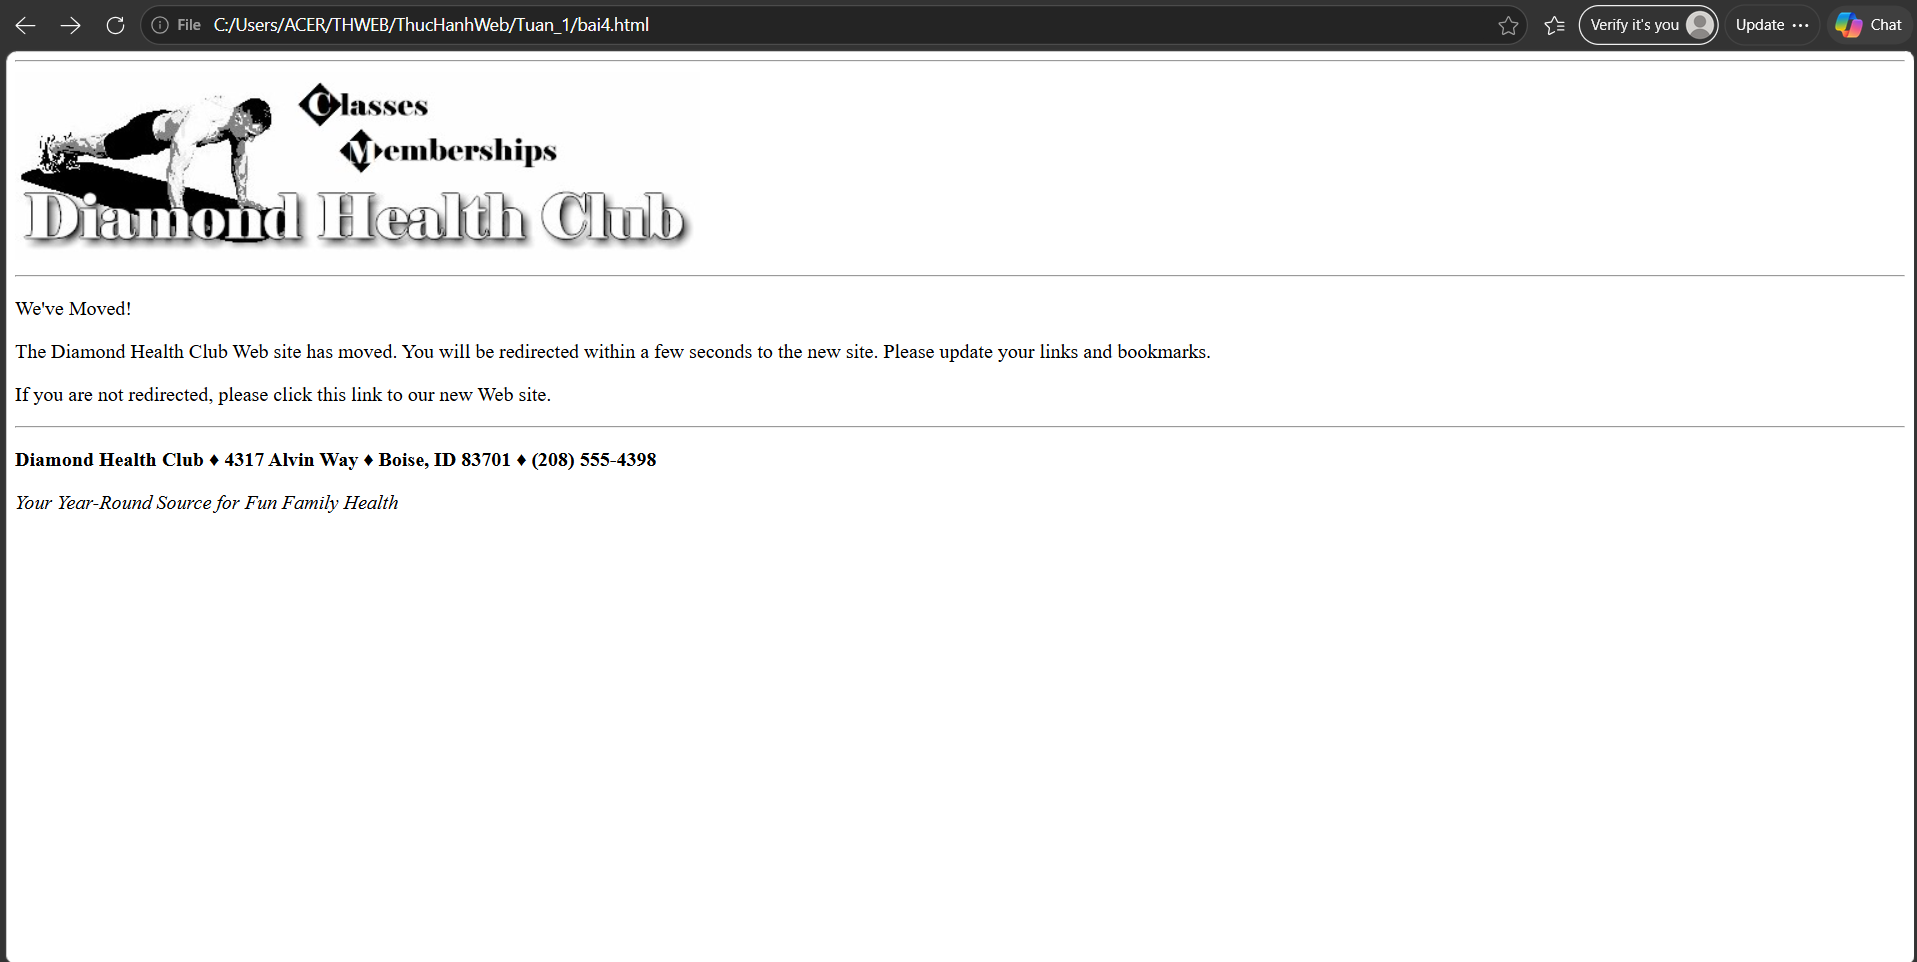 File C:/Users/ACER/THWEB/ThucHanhWeb/Tuan_1/bai4.html Verify it's you Update Chat
Classes
Memberships
Diamond Health Club
We've Moved!
The Diamond Health Club Web site has moved. You will be redirected within a few seconds to the new site. Please update your links and bookmarks.
If you are not redirected, please click this link to our new Web site.
Diamond Health Club ♦ 4317 Alvin Way ♦ Boise, ID 83701 ♦ (208) 555-4398
Your Year-Round Source for Fun Family Health